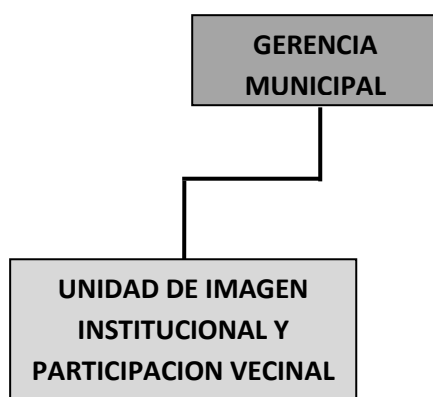 GERENCIA
MUNICIPAL
UNIDAD DE IMAGEN
INSTITUCIONAL Y
PARTICIPACION VECINAL